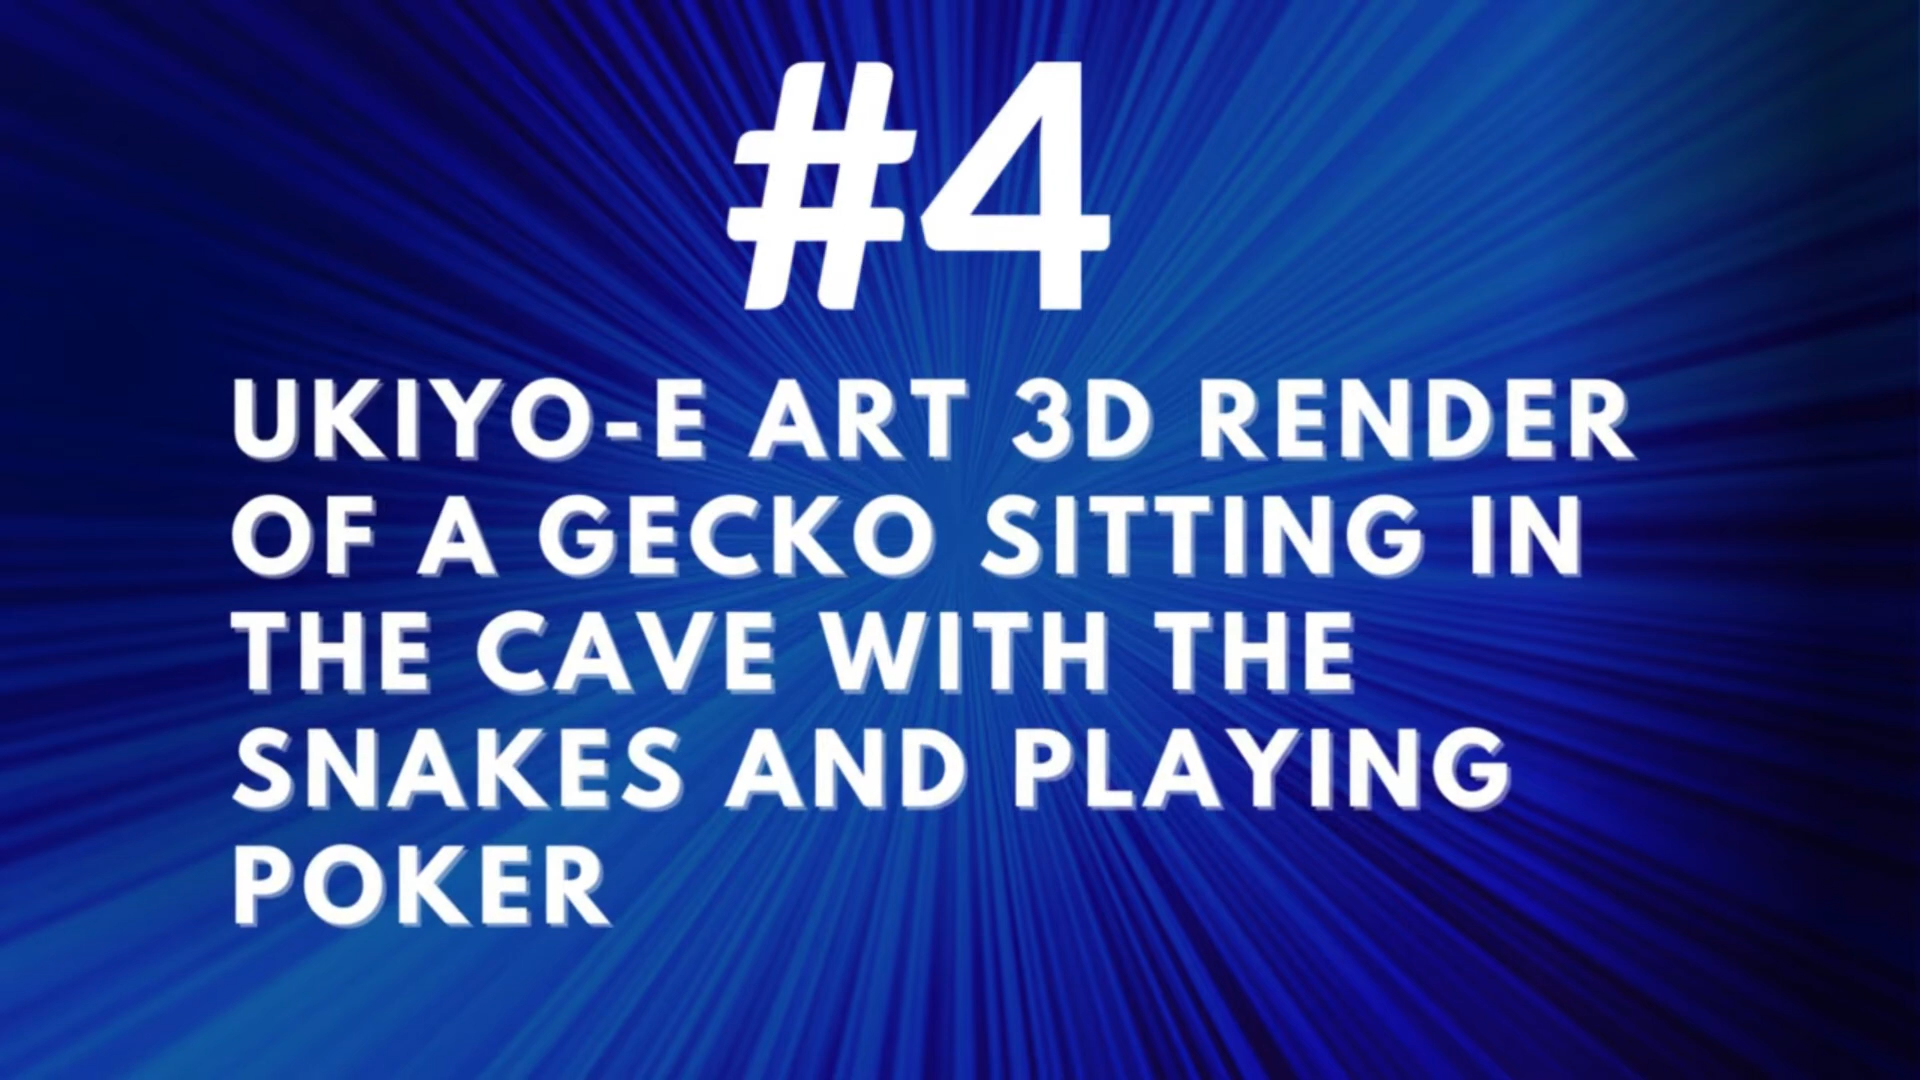 #4
UKIYO-E ART 3D RENDER
OF A GECKO SITTING IN
THE CAVE WITH THE
SNAKES AND PLAYING
POKER